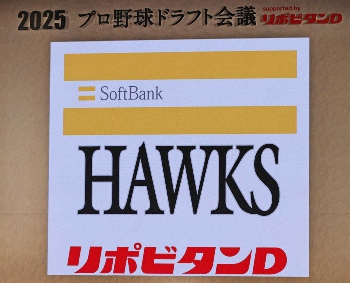 2025 プロ野球ドラフト会議 supported by リポビタンD
SoftBank
HAWKS
リポビタンD